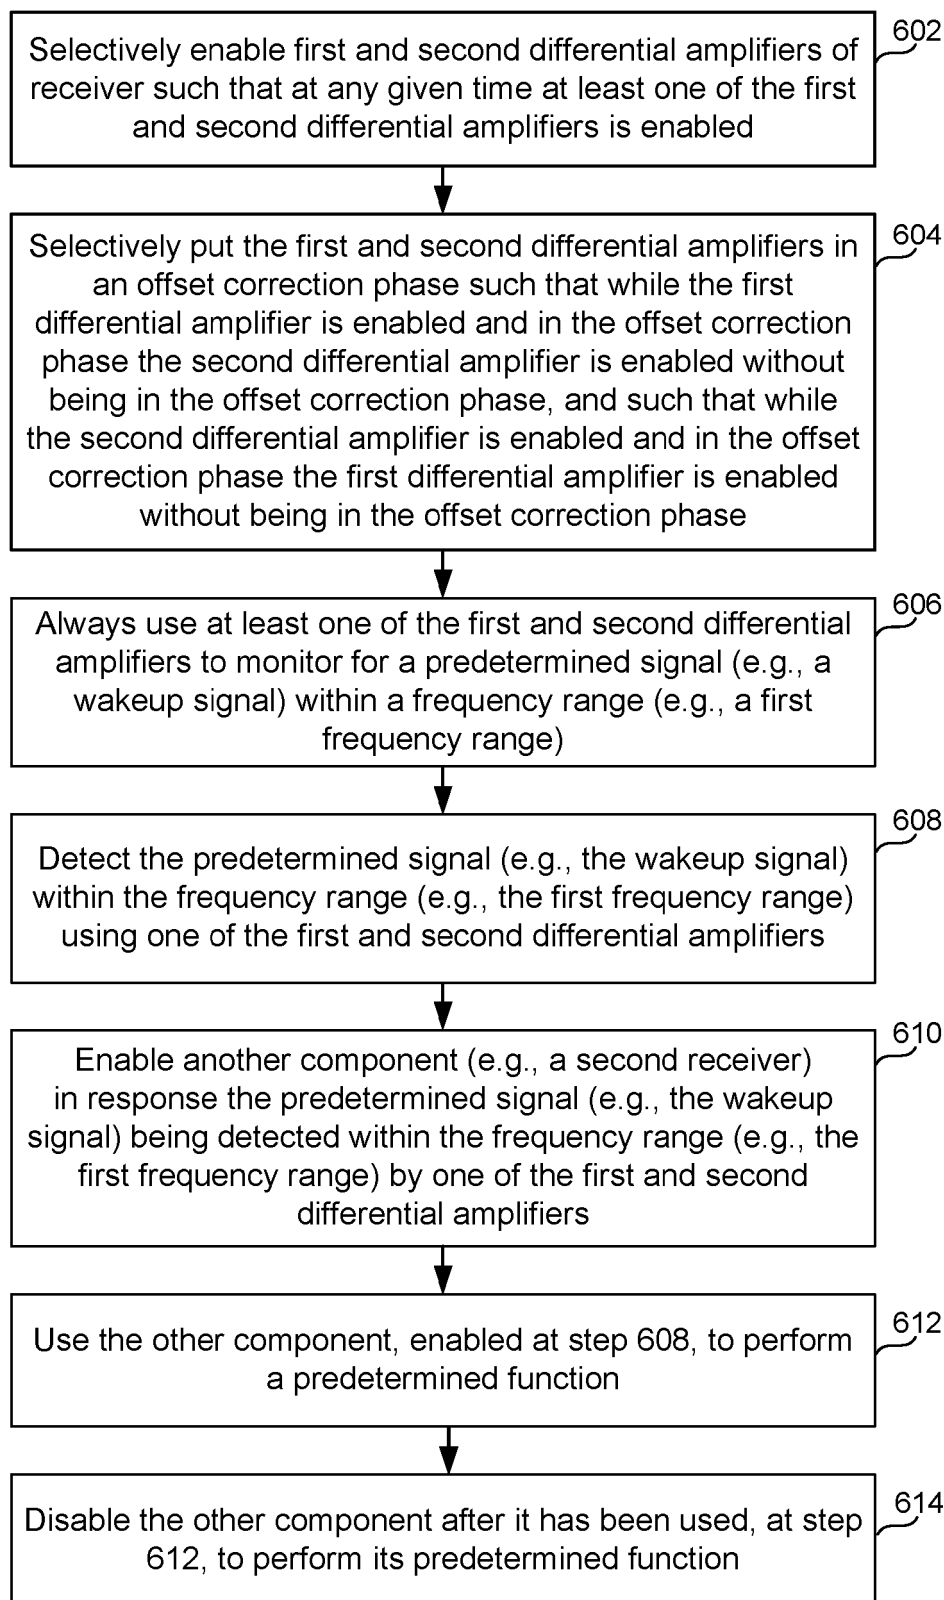 602
Selectively enable first and second differential amplifiers of
receiver such that at any given time at least one of the first
and second differential amplifiers is enabled
604
Selectively put the first and second differential amplifiers in
an offset correction phase such that while the first
differential amplifier is enabled and in the offset correction
phase the second differential amplifier is enabled without
being in the offset correction phase, and such that while
the second differential amplifier is enabled and in the offset
correction phase the first differential amplifier is enabled
without being in the offset correction phase
606
Always use at least one of the first and second differential
amplifiers to monitor for a predetermined signal (e.g., a
wakeup signal) within a frequency range (e.g., a first
frequency range)
608
Detect the predetermined signal (e.g., the wakeup signal)
within the frequency range (e.g., the first frequency range)
using one of the first and second differential amplifiers
610
Enable another component (e.g., a second receiver)
in response the predetermined signal (e.g., the wakeup
signal) being detected within the frequency range (e.g., the
first frequency range) by one of the first and second
differential amplifiers
612
Use the other component, enabled at step 608, to perform
a predetermined function
614
Disable the other component after it has been used, at step
612, to perform its predetermined function